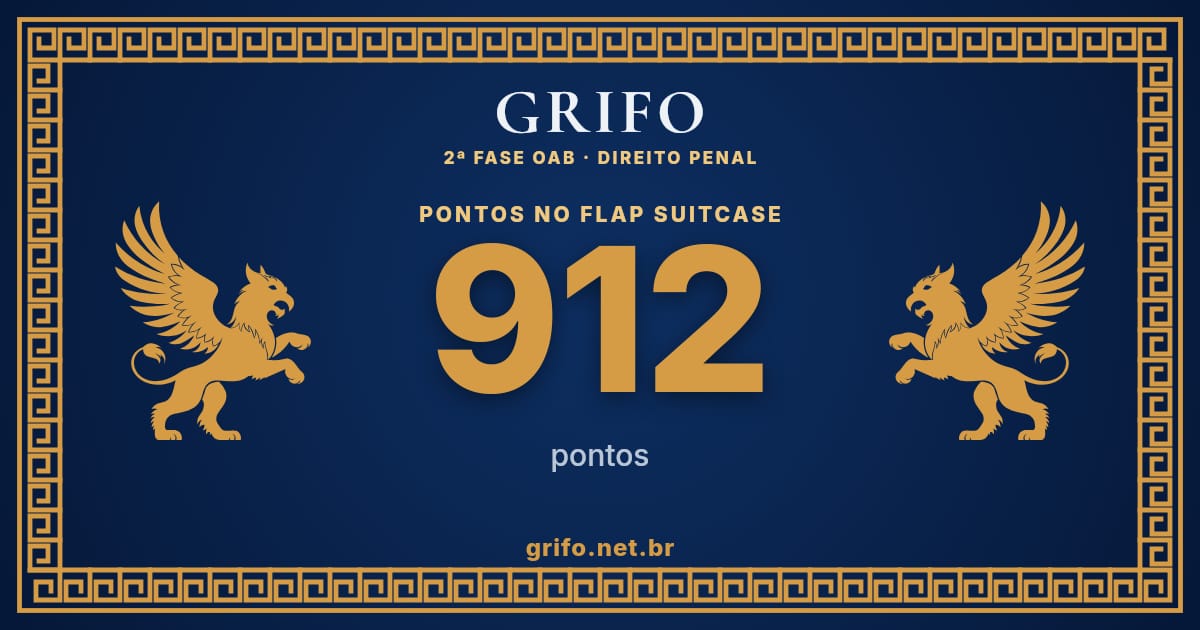 GRIFO
2ª FASE OAB · DIREITO PENAL
PONTOS NO FLAP SUITCASE
912
pontos
grifo.net.br